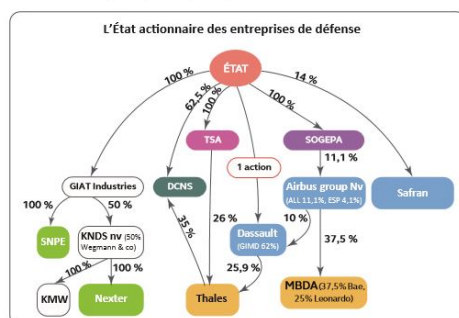 L'État actionnaire des entreprises de défense
ÉTAT
100 %
62,5 %
100 %
100 %
14 %
TSA
SOGEPA
1 action
11,1 %
GIAT Industries
DCNS
Airbus group Nv
(ALL 11,1%, ESP 4,1%)
Safran
100 %
50 %
35 %
26 %
Dassault
(GIMD 62%)
10 %
37,5 %
SNPE
KNDS nv (50%
Wegmann & co)
100 %
100 %
25,9 %
KMW
Nexter
Thales
MBDA (37,5% Bae,
25% Leonardo)